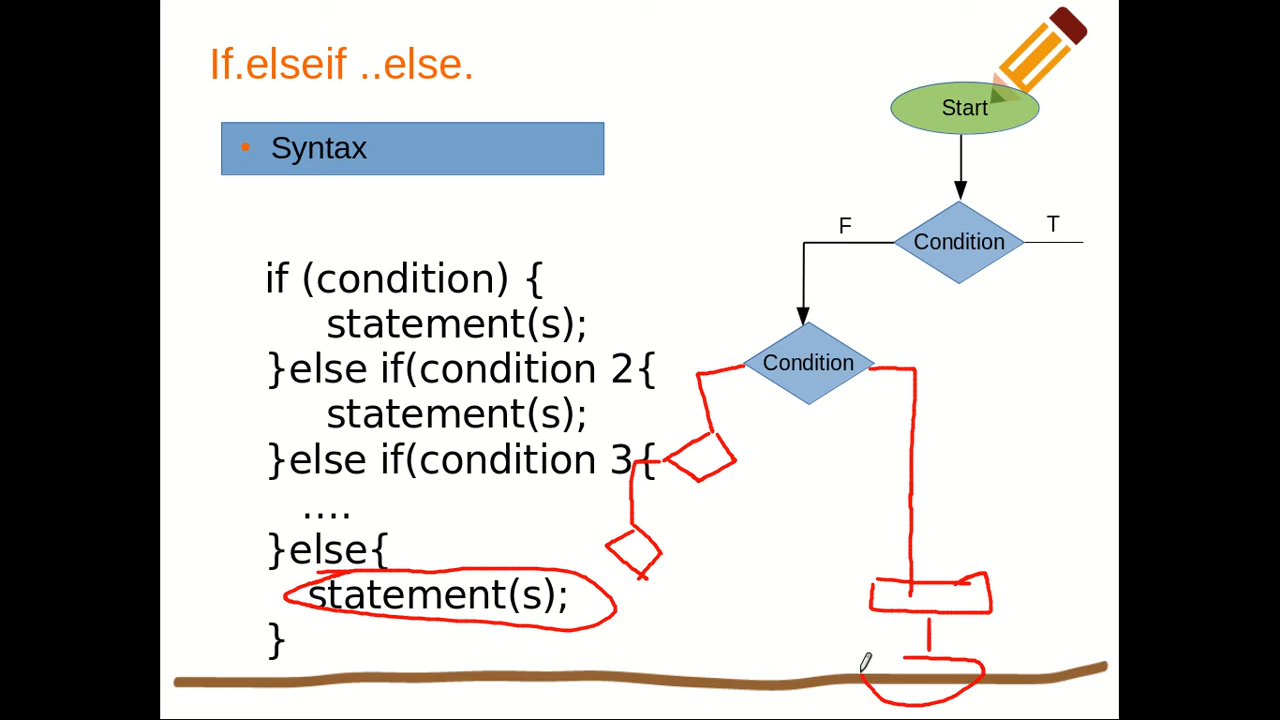 If.elseif ..else.
• Syntax
if (condition) {
statement(s);
}else if(condition 2{
statement(s);
}else if(condition 3{
....
}else{
statement(s);
}
Start
F
Condition
T
Condition